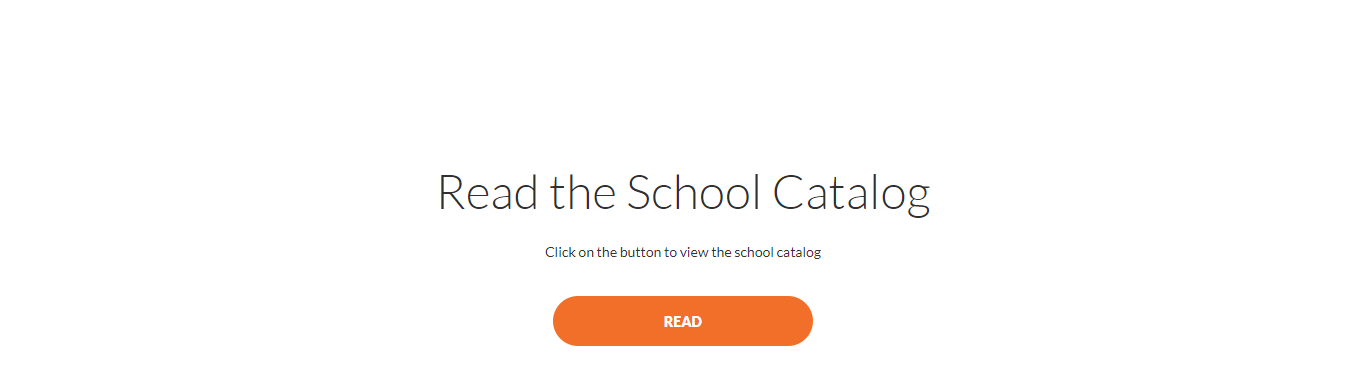 Read the School Catalog
Click on the button to view the school catalog
READ